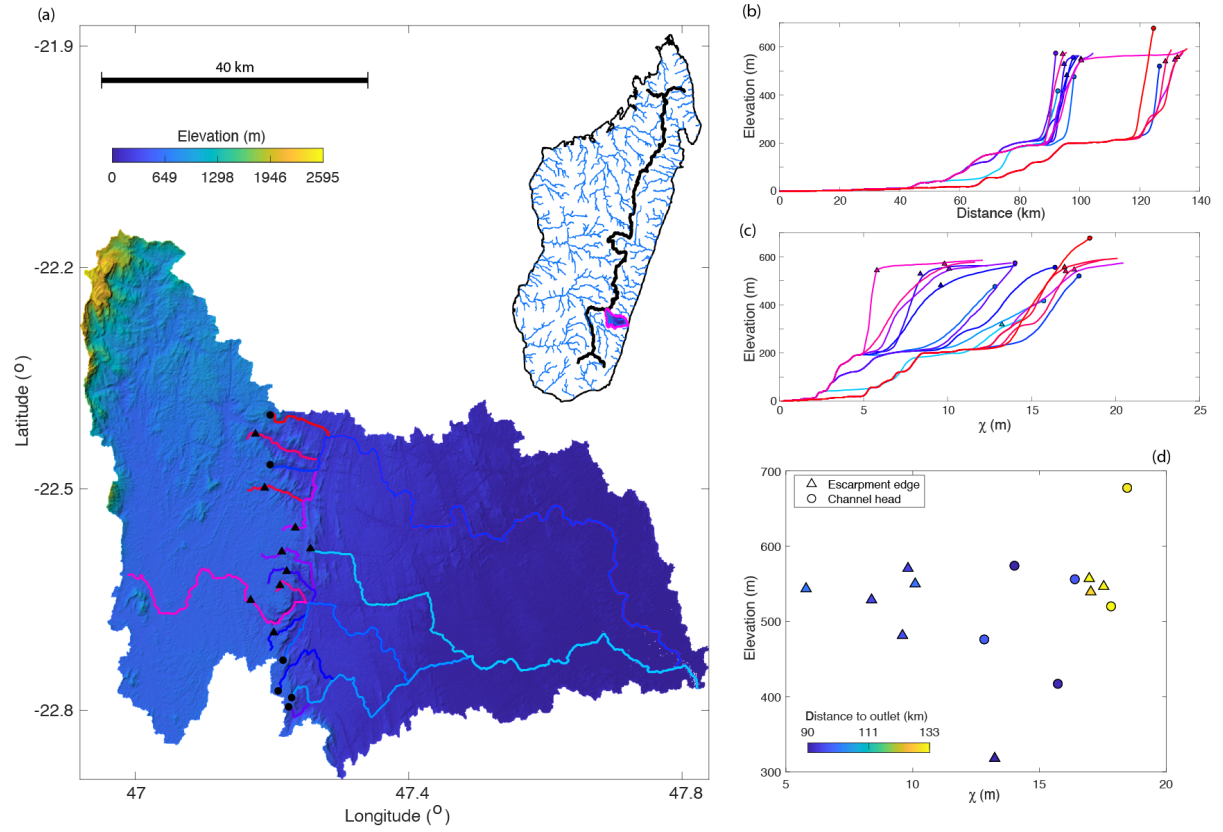 (a)
-21.9
40 km
Elevation (m)
0 649 1298 1946 2595
-22.2
Latitude (o)
-22.5
-22.8
47 47.4 47.8
Longitude (o)
(b)
600
400
200
0
Elevation (m)
0 20 40 60 80 100 120 140
Distance (km)
(c)
600
400
200
0
Elevation (m)
0 5 10 15 20 25
χ (m)
(d)
700
600
500
400
300
Elevation (m)
Escarpment edge
Channel head
Distance to outlet (km)
90 111 133
5 10 15 20
χ (m)